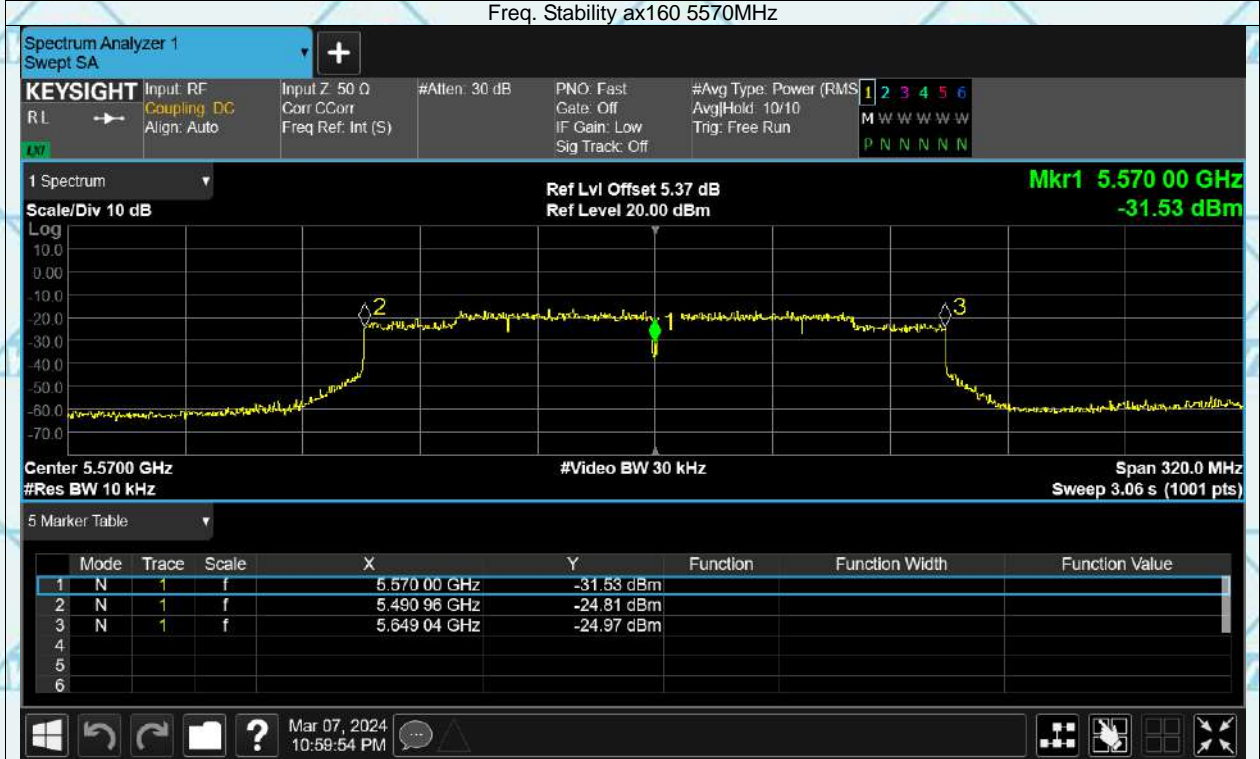 Freq. Stability ax160 5570MHz
Spectrum Analyzer 1
Swept SA
+
KEYSIGHT Input: RF Input Z: 50 Ω #Atten: 30 dB PNO: Fast #Avg Type: Power (RMS 1 2 3 4 5 6
RL Coupling: DC Corr CCorr Gate: Off Avg|Hold: 10/10 M W W W W W
Align: Auto Freq Ref: Int (S) IF Gain: Low Trig: Free Run
LXI Sig Track: Off P N N N N N
1 Spectrum
Ref Lvl Offset 5.37 dB Mkr1 5.570 00 GHz
Scale/Div 10 dB Ref Level 20.00 dBm -31.53 dBm
Log
10.0
0.00
-10.0
2 3
-20.0
1
-30.0
-40.0
-50.0
-60.0
-70.0
Center 5.5700 GHz #Video BW 30 kHz Span 320.0 MHz
#Res BW 10 kHz Sweep 3.06 s (1001 pts)
5 Marker Table
Mode Trace Scale X Y Function Function Width Function Value
1 N 1 f 5.570 00 GHz -31.53 dBm
2 N 1 f 5.490 96 GHz -24.81 dBm
3 N 1 f 5.649 04 GHz -24.97 dBm
4
5
6
? Mar 07, 2024
10:59:54 PM